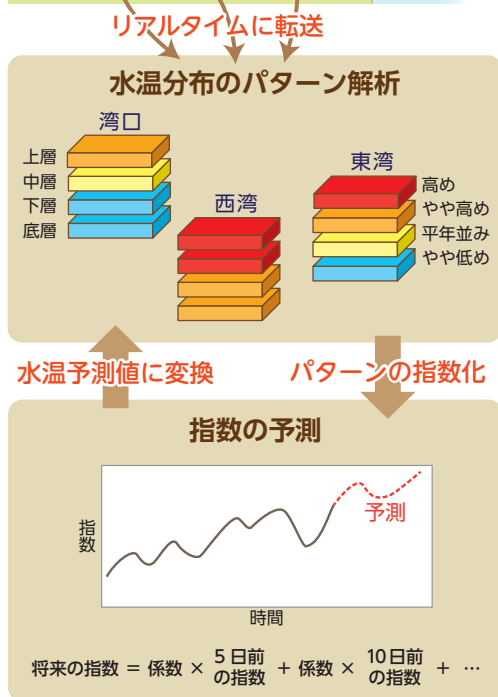 リアルタイムに転送
水温分布のパターン解析
湾口
上層
中層
下層
底層
西湾
東湾
高め
やや高め
平年並み
やや低め
水温予測値に変換
パターンの指数化
指数の予測
指数
予測
時間
将来の指数 = 係数 × 5日前の指数 + 係数 × 10日前の指数 + …